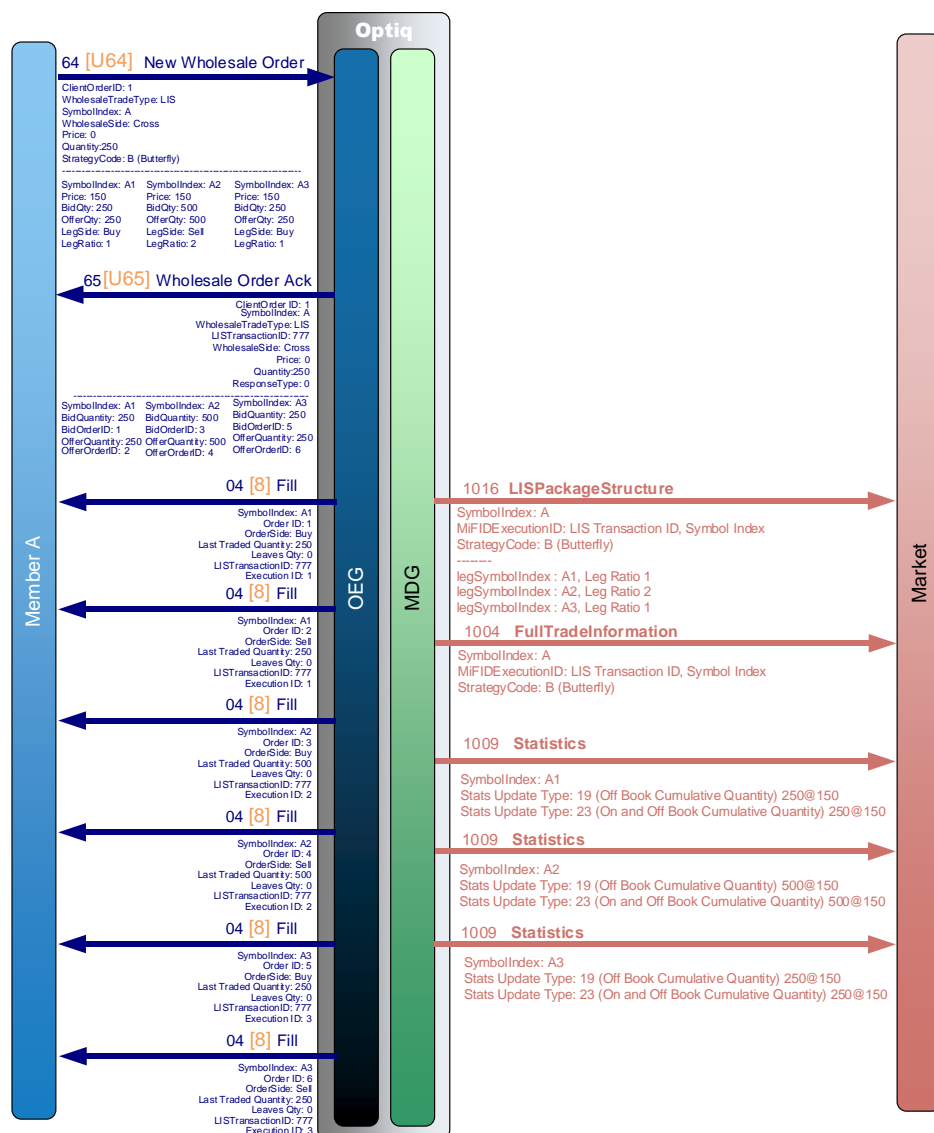 Optiq
Member A
OEG
MDG
Market
64 [U64] New Wholesale Order
ClientOrderID: 1
WholesaleTradeType: LIS
SymbolIndex: A
WholesaleSide: Cross
Price: 0
Quantity:250
StrategyCode: B (Butterfly)
------------------------------------------------------------------------
SymbolIndex: A1 SymbolIndex: A2 SymbolIndex: A3
Price: 150 Price: 150 Price: 150
BidQty: 250 BidQty: 500 BidQty: 250
OfferQty: 250 OfferQty: 500 OfferQty: 250
LegSide: Buy LegSide: Sell LegSide: Buy
LegRatio: 1 LegRatio: 2 LegRatio: 1
65 [U65] Wholesale Order Ack
ClientOrder ID: 1
SymbolIndex: A
WholesaleTradeType: LIS
LISTransactionID: 777
WholesaleSide: Cross
Price: 0
Quantity:250
ResponseType: 0
------------------------------------------------------------------------
SymbolIndex: A1 SymbolIndex: A2 SymbolIndex: A3
BidQuantity: 250 BidQuantity: 500 BidQuantity: 250
BidOrderID: 1 BidOrderID: 3 BidOrderID: 5
OfferQuantity: 250 OfferQuantity: 500 OfferQuantity: 250
OfferOrderID: 2 OfferOrderID: 4 OfferOrderID: 6
04 [8] Fill
SymbolIndex: A1
Order ID: 1
OrderSide: Buy
Last Traded Quantity: 250
Leaves Qty: 0
LISTransactionID: 777
Execution ID: 1
04 [8] Fill
SymbolIndex: A1
Order ID: 2
OrderSide: Sell
Last Traded Quantity: 250
Leaves Qty: 0
LISTransactionID: 777
Execution ID: 1
04 [8] Fill
SymbolIndex: A2
Order ID: 3
OrderSide: Buy
Last Traded Quantity: 500
Leaves Qty: 0
LISTransactionID: 777
Execution ID: 2
04 [8] Fill
SymbolIndex: A2
Order ID: 4
OrderSide: Sell
Last Traded Quantity: 500
Leaves Qty: 0
LISTransactionID: 777
Execution ID: 2
04 [8] Fill
SymbolIndex: A3
Order ID: 5
OrderSide: Buy
Last Traded Quantity: 250
Leaves Qty: 0
LISTransactionID: 777
Execution ID: 3
04 [8] Fill
SymbolIndex: A3
Order ID: 6
OrderSide: Sell
Last Traded Quantity: 250
Leaves Qty: 0
LISTransactionID: 777
Execution ID: 3
1016 LISPackageStructure
SymbolIndex: A
MiFIDExecutionID: LIS Transaction ID, Symbol Index
StrategyCode: B (Butterfly)
---------
legSymbolIndex : A1, Leg Ratio 1
legSymbolIndex : A2, Leg Ratio 2
legSymbolIndex : A3, Leg Ratio 1
1004 FullTradeInformation
SymbolIndex: A
MiFIDExecutionID: LIS Transaction ID, Symbol Index
StrategyCode: B (Butterfly)
1009 Statistics
SymbolIndex: A1
Stats Update Type: 19 (Off Book Cumulative Quantity) 250@150
Stats Update Type: 23 (On and Off Book Cumulative Quantity) 250@150
1009 Statistics
SymbolIndex: A2
Stats Update Type: 19 (Off Book Cumulative Quantity) 500@150
Stats Update Type: 23 (On and Off Book Cumulative Quantity) 500@150
1009 Statistics
SymbolIndex: A3
Stats Update Type: 19 (Off Book Cumulative Quantity) 250@150
Stats Update Type: 23 (On and Off Book Cumulative Quantity) 250@150